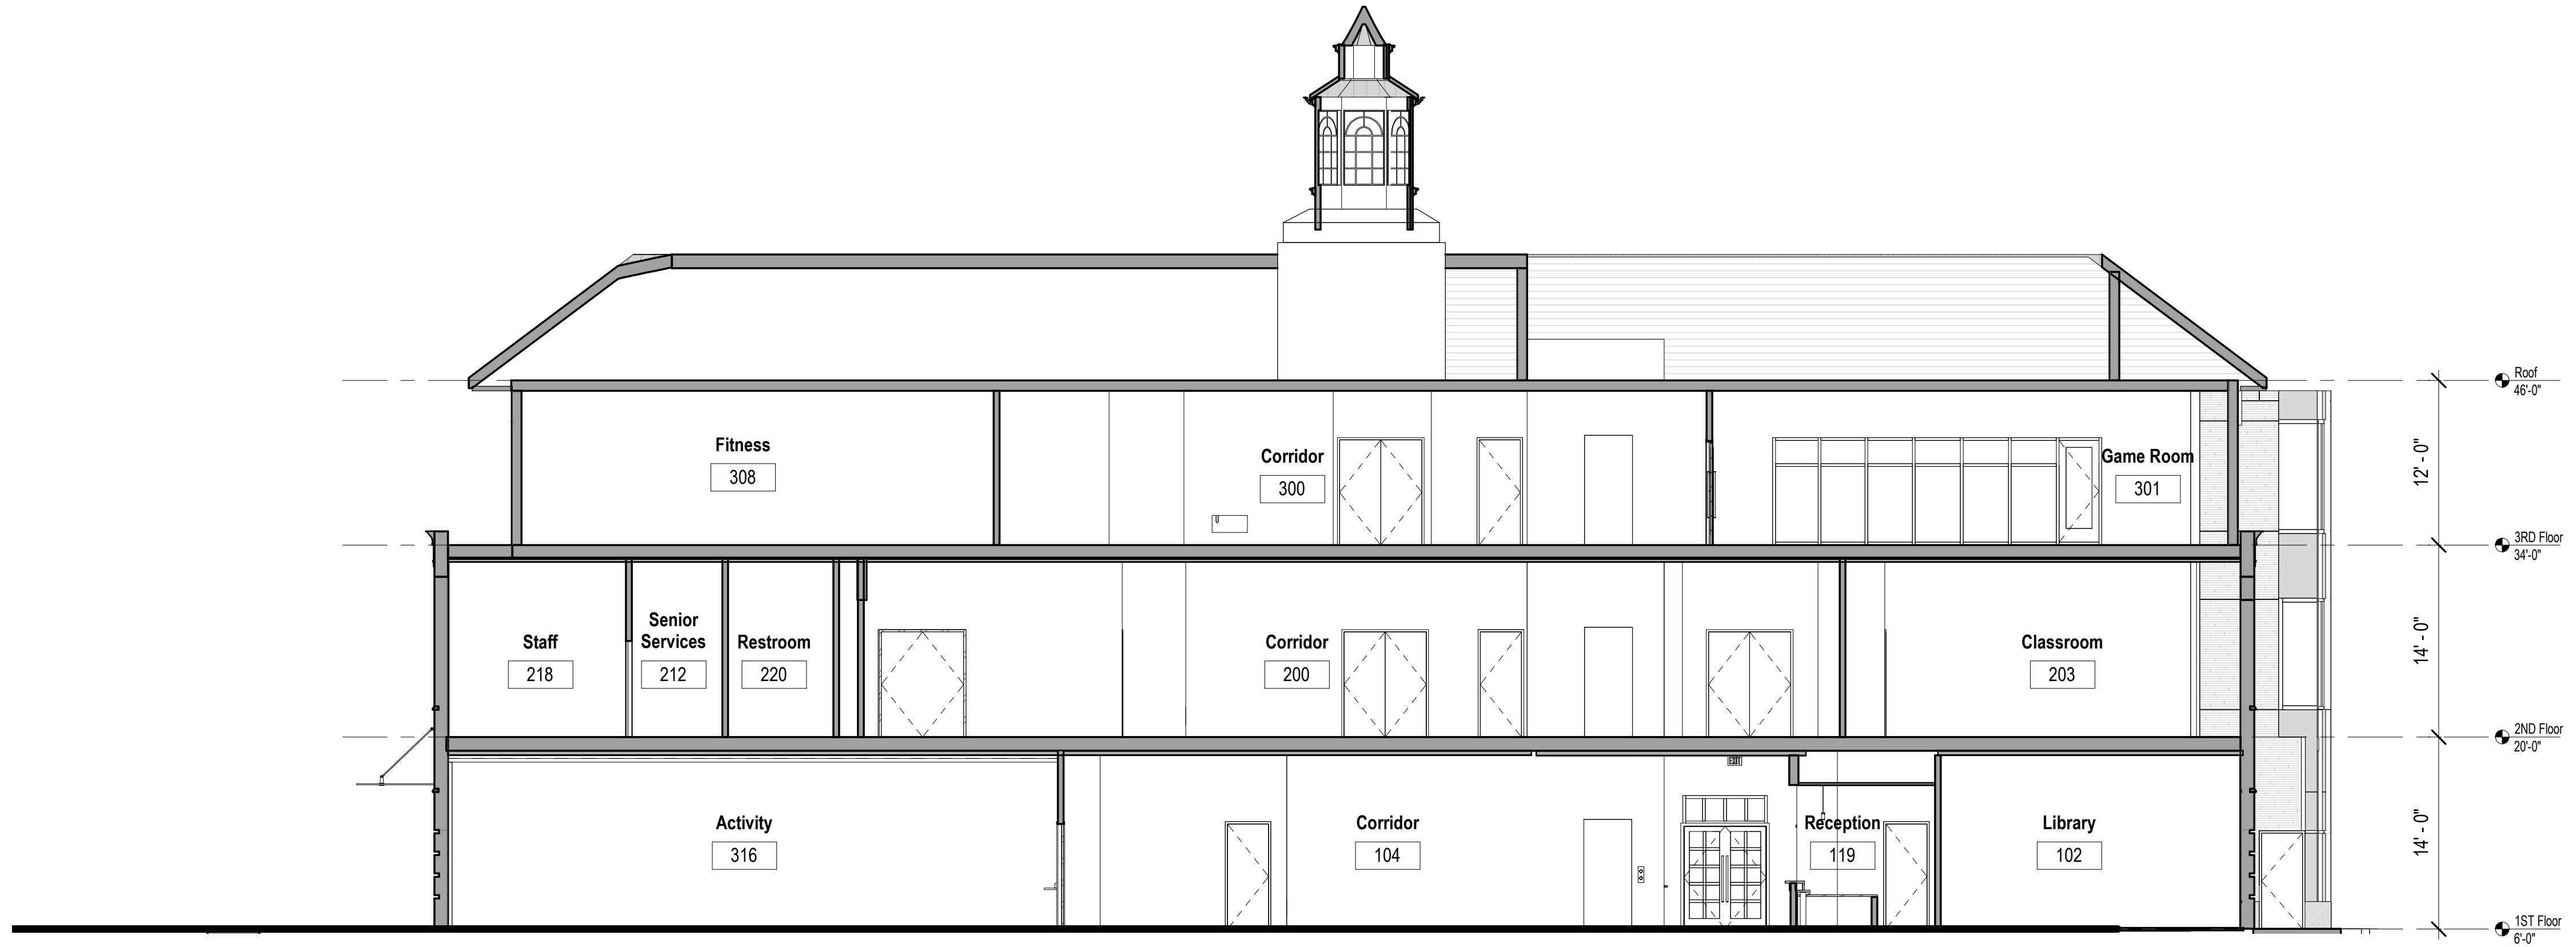 Roof
46'-0"
Fitness
308
Corridor
300
Game Room
301
12' - 0"
3RD Floor
34'-0"
Staff
218
Senior
Services
212
Restroom
220
Corridor
200
Classroom
203
14' - 0"
2ND Floor
20'-0"
EXIT
Activity
316
Corridor
104
Reception
119
Library
102
14' - 0"
1ST Floor
6'-0"